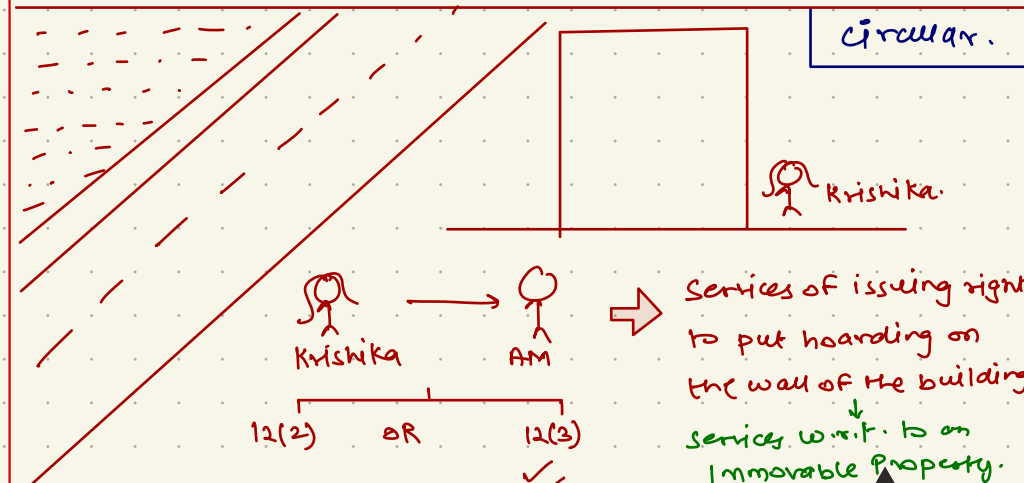 Circular.
Krishika.
Krishika
AM
12(2) OR 12(3)
Services of issuing right
to put hoarding on
the wall of the building
Services w.r.t. to an
Immovable Property.